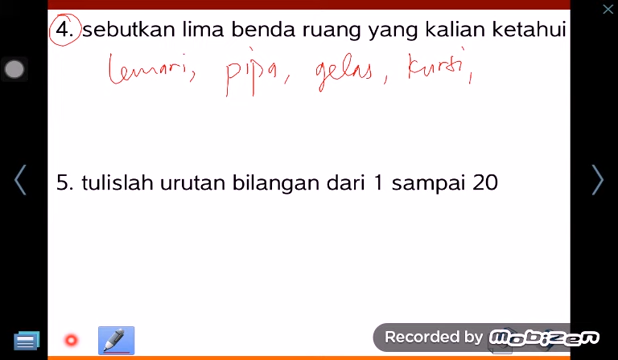 4. sebutkan lima benda ruang yang kalian ketahui
lemari, pipa, gelas, kursi,
5. tulislah urutan bilangan dari 1 sampai 20
Recorded by mobizen